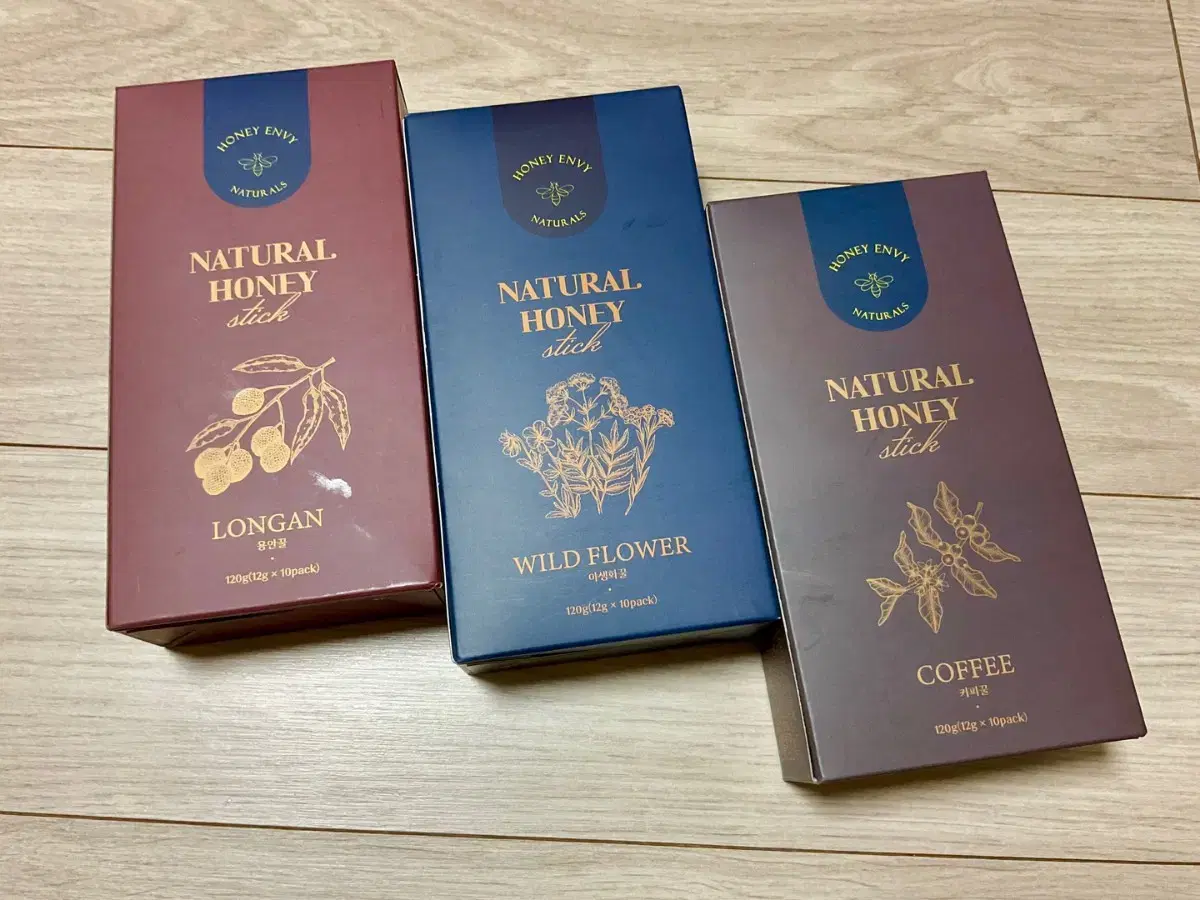 HONEY ENVY
NATURALS
NATURAL
HONEY
stick
LONGAN
용안꿀
120g(12g × 10pack)
HONEY ENVY
NATURALS
NATURAL
HONEY
stick
WILD FLOWER
야생화꿀
120g(12g × 10pack)
HONEY ENVY
NATURALS
NATURAL
HONEY
stick
COFFEE
커피꿀
120g(12g × 10pack)